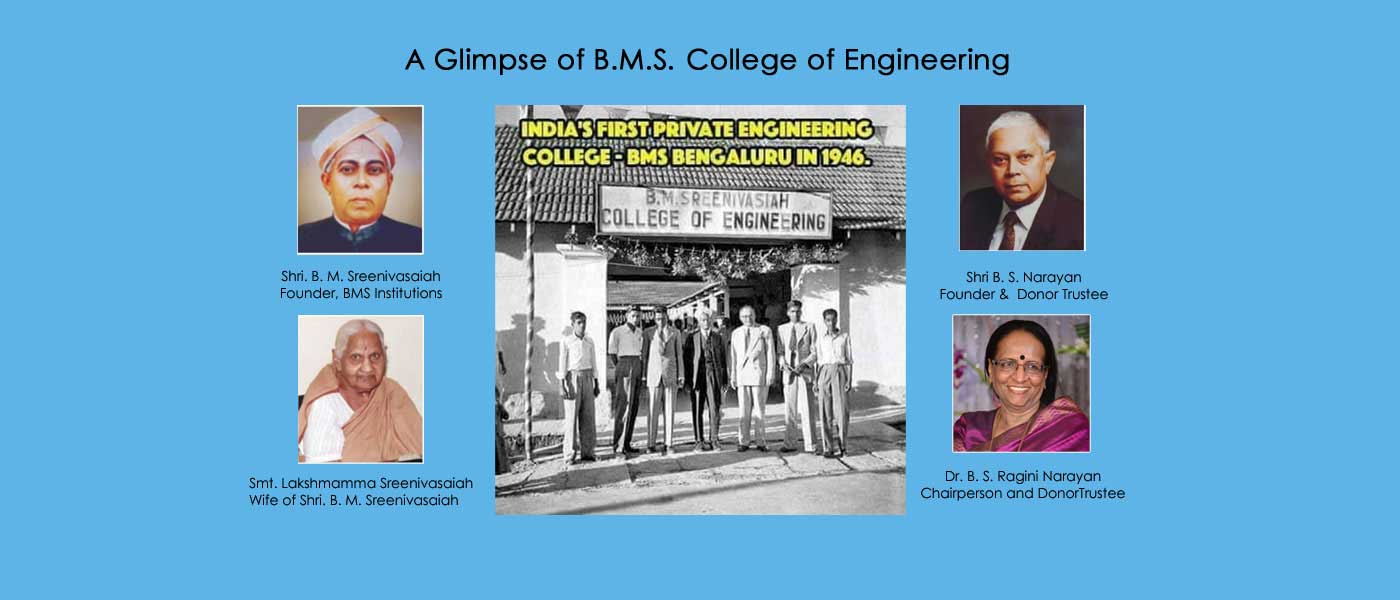 A Glimpse of B.M.S. College of Engineering
INDIA'S FIRST PRIVATE ENGINEERING
COLLEGE - BMS BENGALURU IN 1946.
B.M.SREENIVASIAH
COLLEGE OF ENGINEERING
Shri. B. M. Sreenivasaiah
Founder, BMS Institutions
Shri B. S. Narayan
Founder & Donor Trustee
Smt. Lakshmamma Sreenivasaiah
Wife of Shri. B. M. Sreenivasaiah
Dr. B. S. Ragini Narayan
Chairperson and DonorTrustee